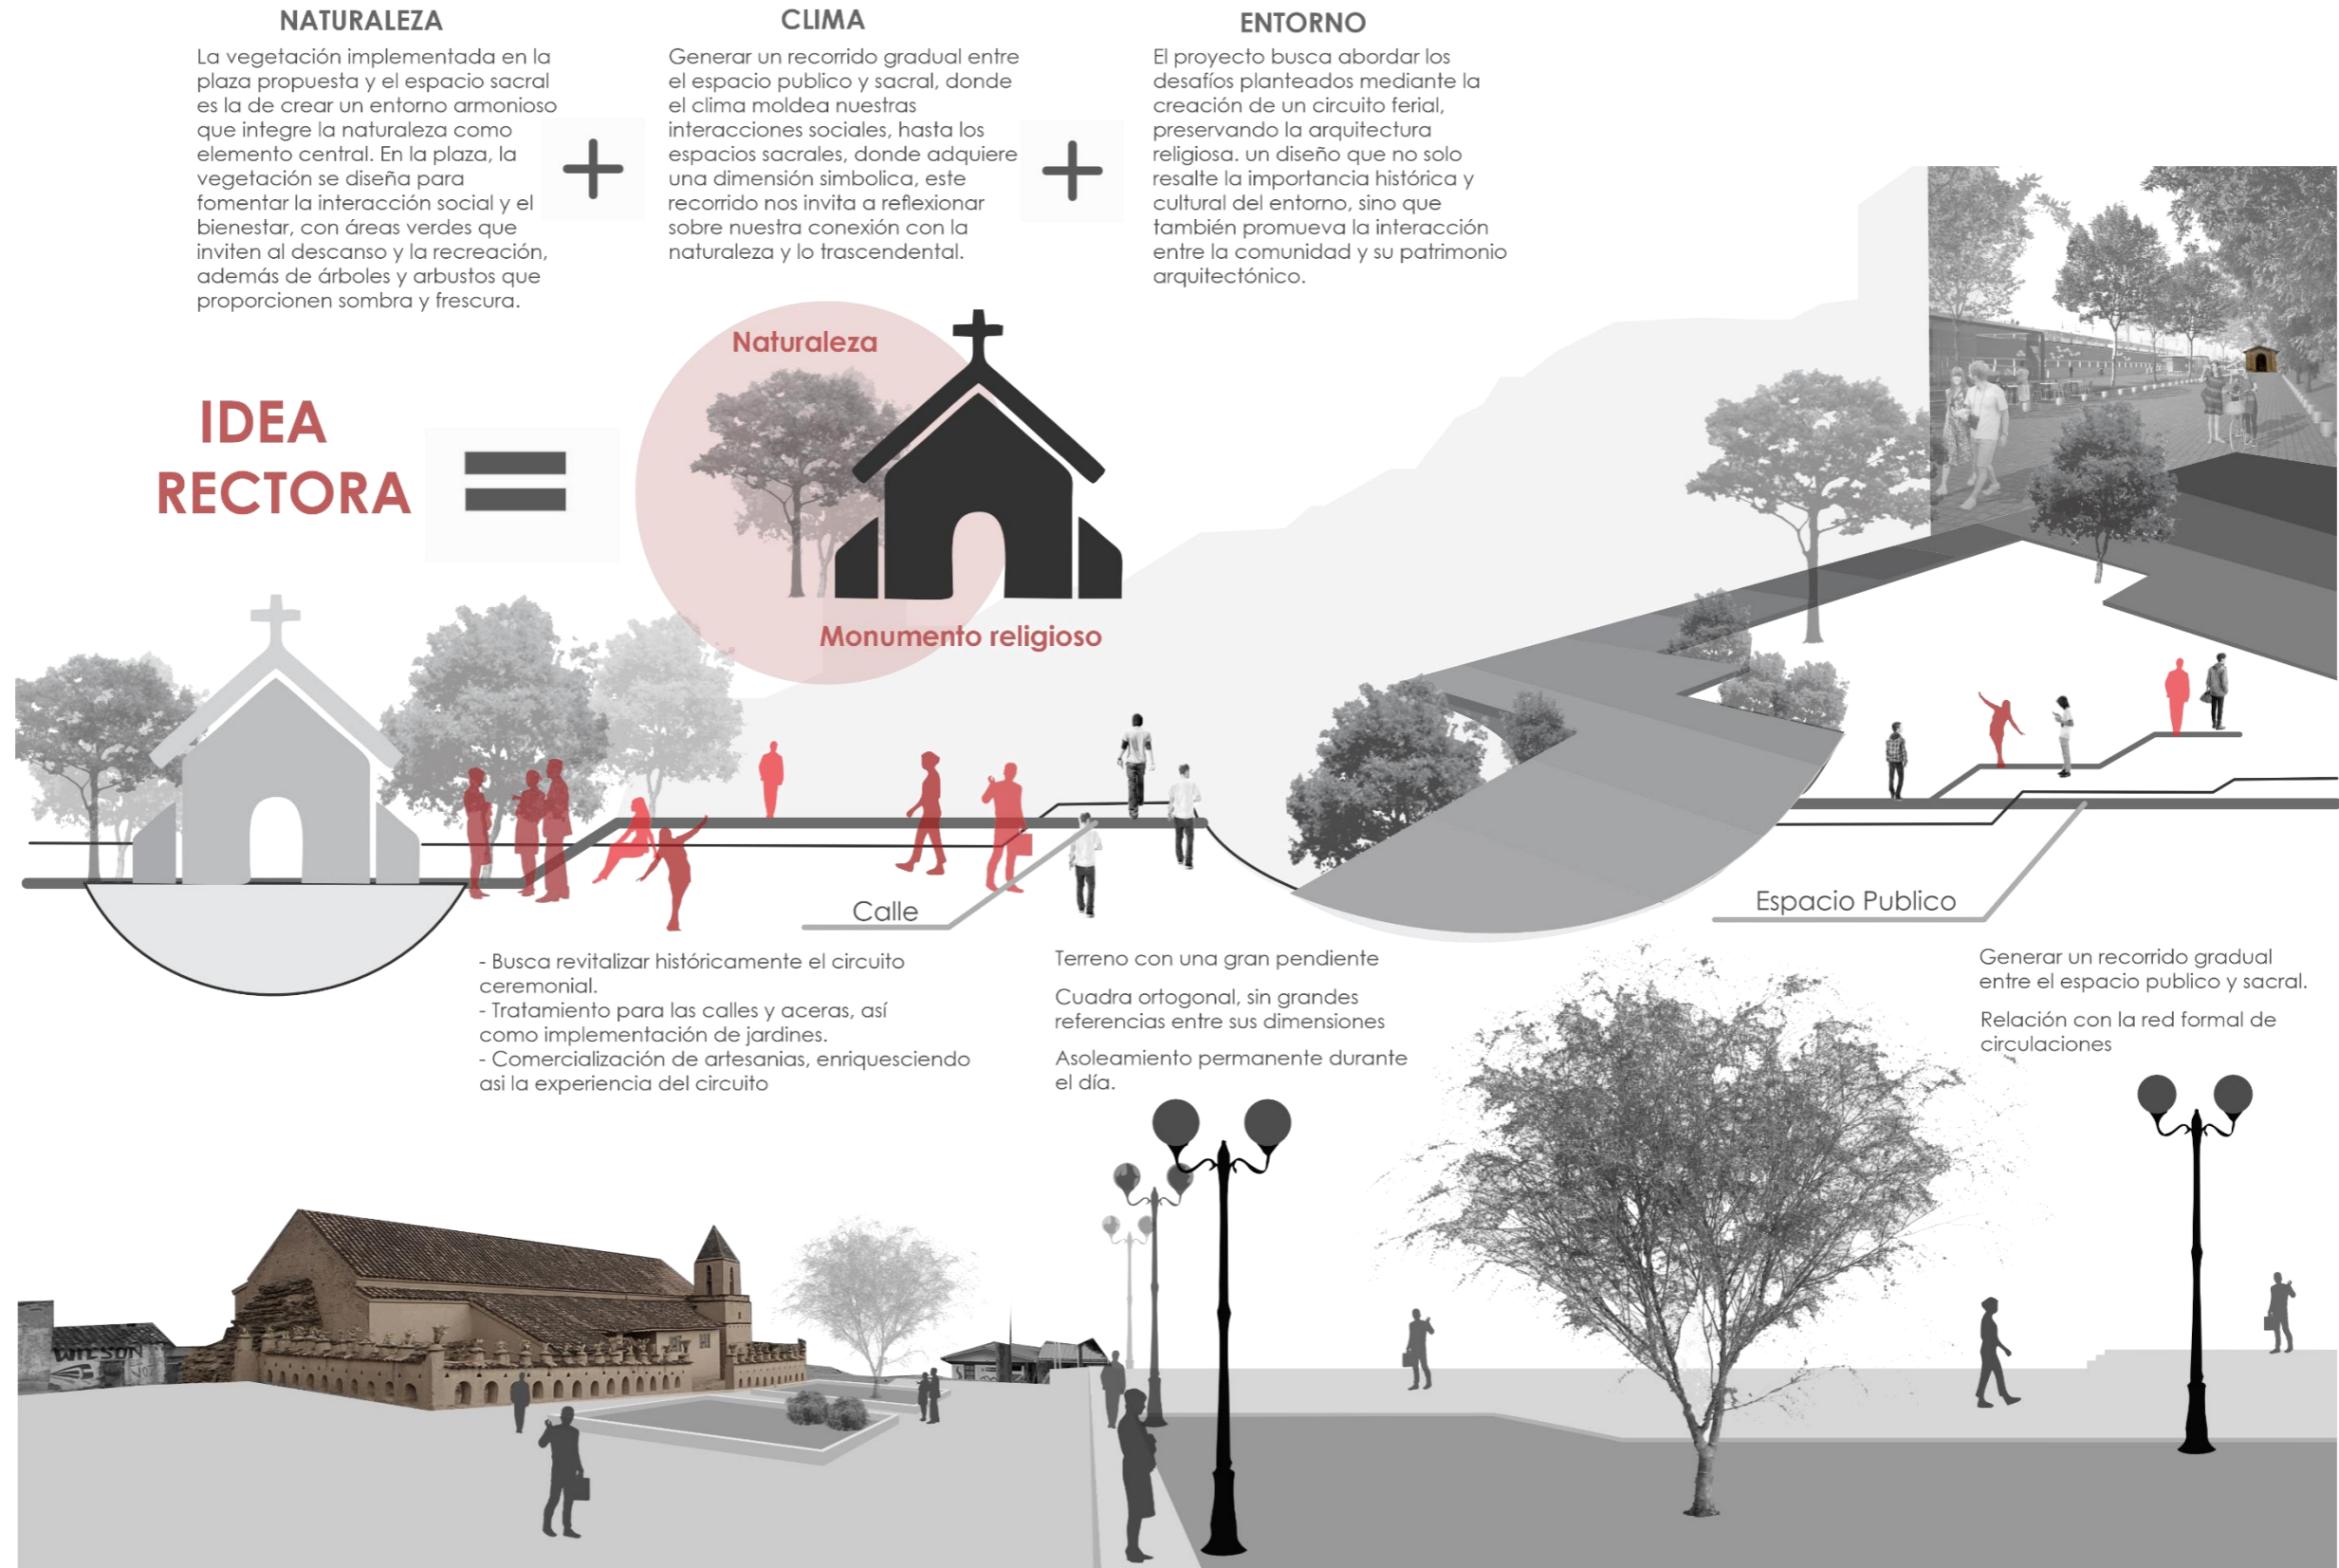 NATURALEZA
La vegetación implementada en la
plaza propuesta y el espacio sacral
es la de crear un entorno armonioso
que integre la naturaleza como
elemento central. En la plaza, la
vegetación se diseña para
fomentar la interacción social y el
bienestar, con áreas verdes que
inviten al descanso y la recreación,
además de árboles y arbustos que
proporcionen sombra y frescura.
CLIMA
Generar un recorrido gradual entre
el espacio publico y sacral, donde
el clima moldea nuestras
interacciones sociales, hasta los
espacios sacrales, donde adquiere
una dimensión simbolica, este
recorrido nos invita a reflexionar
sobre nuestra conexión con la
naturaleza y lo trascendental.
ENTORNO
El proyecto busca abordar los
desafíos planteados mediante la
creación de un circuito ferial,
preservando la arquitectura
religiosa. un diseño que no solo
resalte la importancia histórica y
cultural del entorno, sino que
también promueva la interacción
entre la comunidad y su patrimonio
arquitectónico.
+
+
IDEA
RECTORA
=
Naturaleza
Monumento religioso
Calle
Espacio Publico
- Busca revitalizar históricamente el circuito
ceremonial.
- Tratamiento para las calles y aceras, así
como implementación de jardines.
- Comercialización de artesanias, enriquesciendo
asi la experiencia del circuito
Terreno con una gran pendiente
Cuadra ortogonal, sin grandes
referencias entre sus dimensiones
Asoleamiento permanente durante
el día.
Generar un recorrido gradual
entre el espacio publico y sacral.
Relación con la red formal de
circulaciones
WILSON